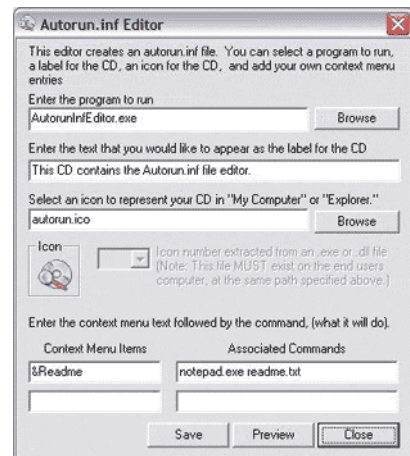 Autorun.inf Editor
This editor creates an autorun.inf file. You can select a program to run,
a label for the CD, an icon for the CD, and add your own context menu
entries
Enter the program to run
AutorunInfEditor.exe
Browse
Enter the text that you would like to appear as the label for the CD
This CD contains the Autorun.inf file editor.
Select an icon to represent your CD in "My Computer" or "Explorer."
autorun.ico
Browse
Icon
Icon number extracted from an .exe or .dl file
(Note: This file MUST exist on the end users
computer, at the same path specified above.)
Enter the context menu text followed by the command, (what it will do).
Context Menu Items Associated Commands
&Readme notepad.exe readme.txt
Save Preview Close